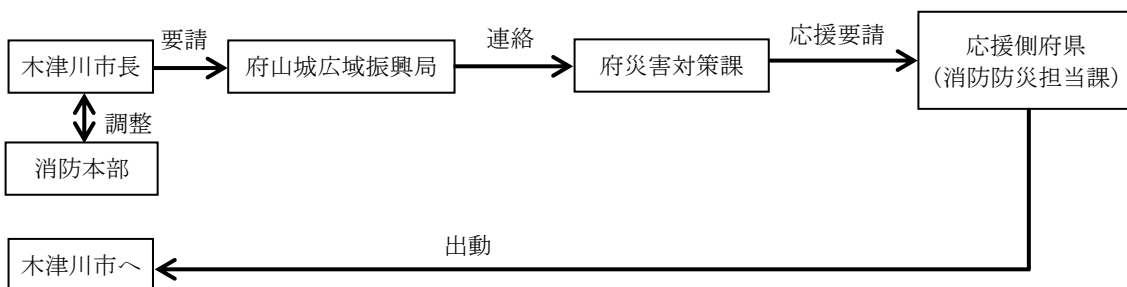 要請
連絡
応援要請
木津川市長
府山城広域振興局
府災害対策課
応援側府県
（消防防災担当課）
調整
消防本部
出動
木津川市へ